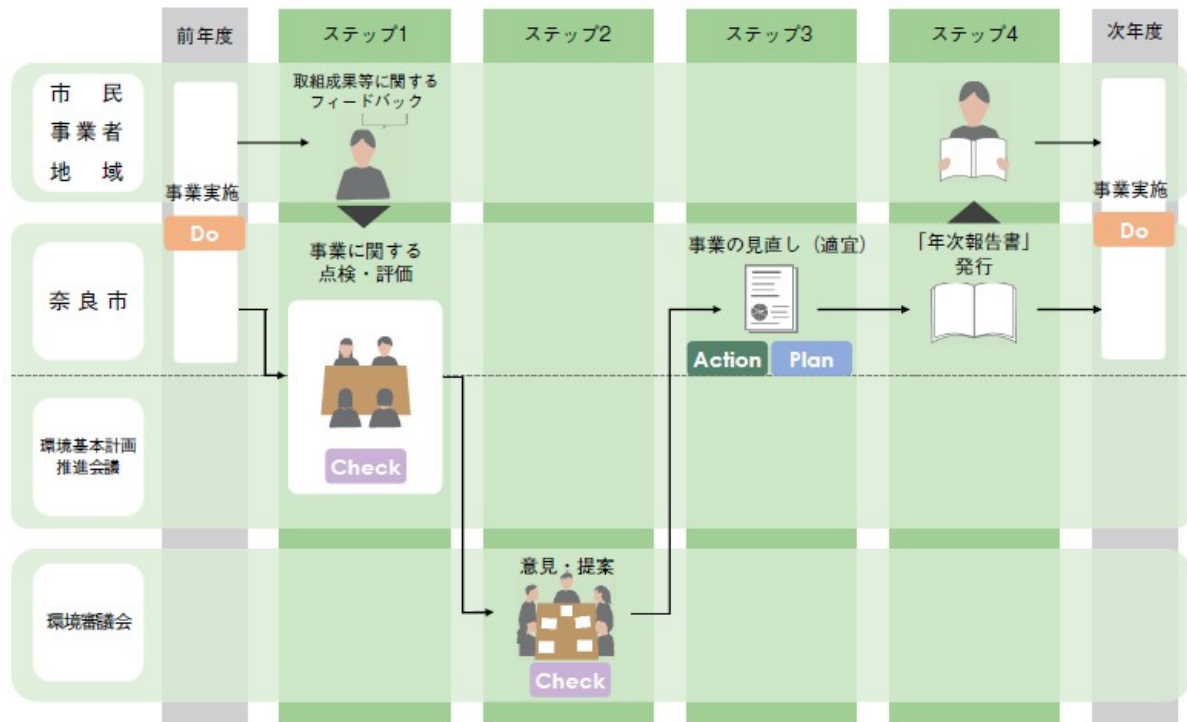 前年度
ステップ1
ステップ2
ステップ3
ステップ4
次年度
市　民
事業者
地　域
取組成果等に関する
フィードバック
事業実施
Do
事業実施
Do
奈良市
事業に関する
点検・評価
事業の見直し（適宜）
「年次報告書」
発行
Action
Plan
環境基本計画
推進会議
Check
環境審議会
意見・提案
Check